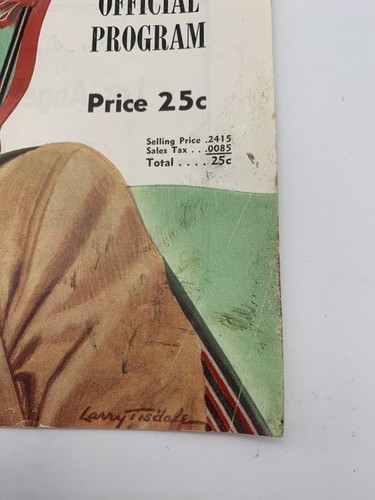 OFFICIAL
PROGRAM
Price 25c
Selling Price .2415
Sales Tax . . .0085
Total . . . . 25c
Larry Tisdale